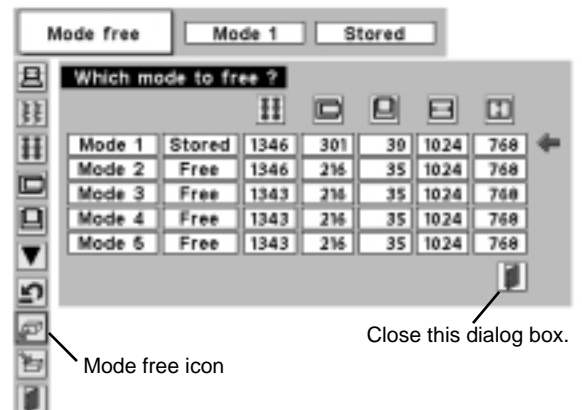 Mode free Mode 1 Stored
Which mode to free ?
Mode 1 Stored 1346 301 39 1024 768
Mode 2 Free 1346 216 35 1024 768
Mode 3 Free 1343 216 35 1024 768
Mode 4 Free 1343 216 35 1024 768
Mode 5 Free 1343 216 35 1024 768
Close this dialog box.
Mode free icon